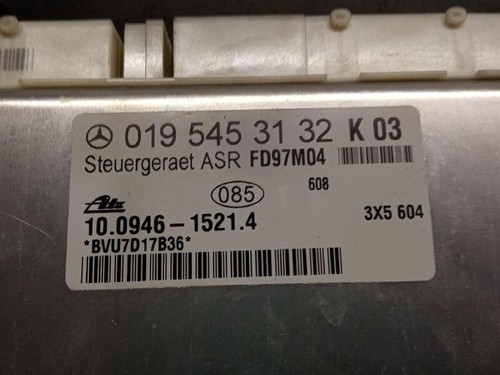 019 545 31 32 K 03
Steuergeraet ASR FD97M04
085 608
Ate 3X5 604
10.0946-1521.4
*BVU7D17B36*